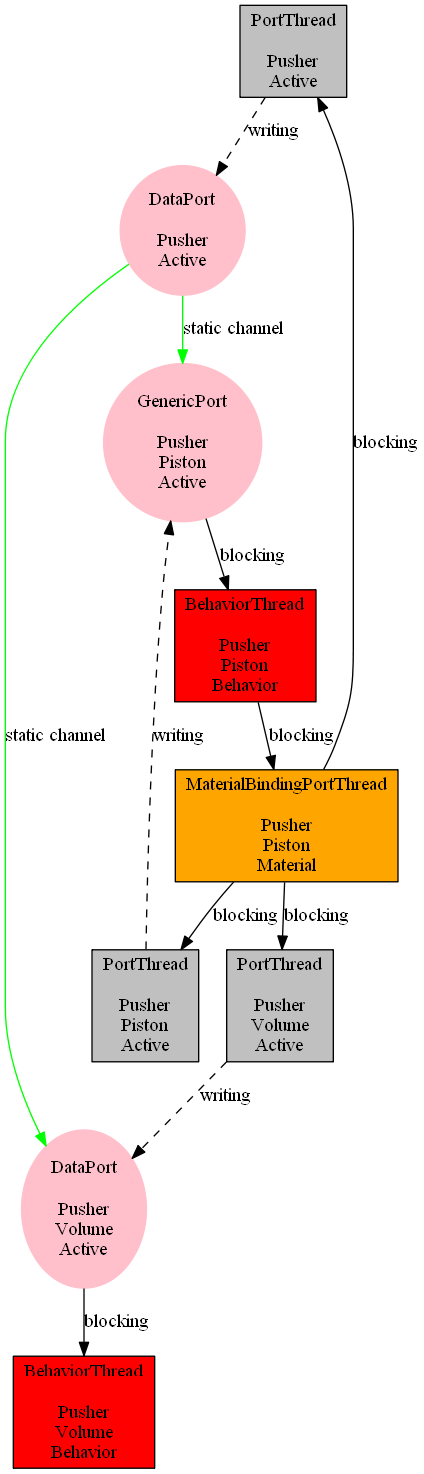 PortThread
Pusher
Active
writing
DataPort
Pusher
Active
static channel
GenericPort
Pusher
Piston
Active
blocking
blocking
BehaviorThread
Pusher
Piston
Behavior
static channel
writing
blocking
MaterialBindingPortThread
Pusher
Piston
Material
blocking
blocking
PortThread
Pusher
Piston
Active
PortThread
Pusher
Volume
Active
writing
DataPort
Pusher
Volume
Active
blocking
BehaviorThread
Pusher
Volume
Behavior